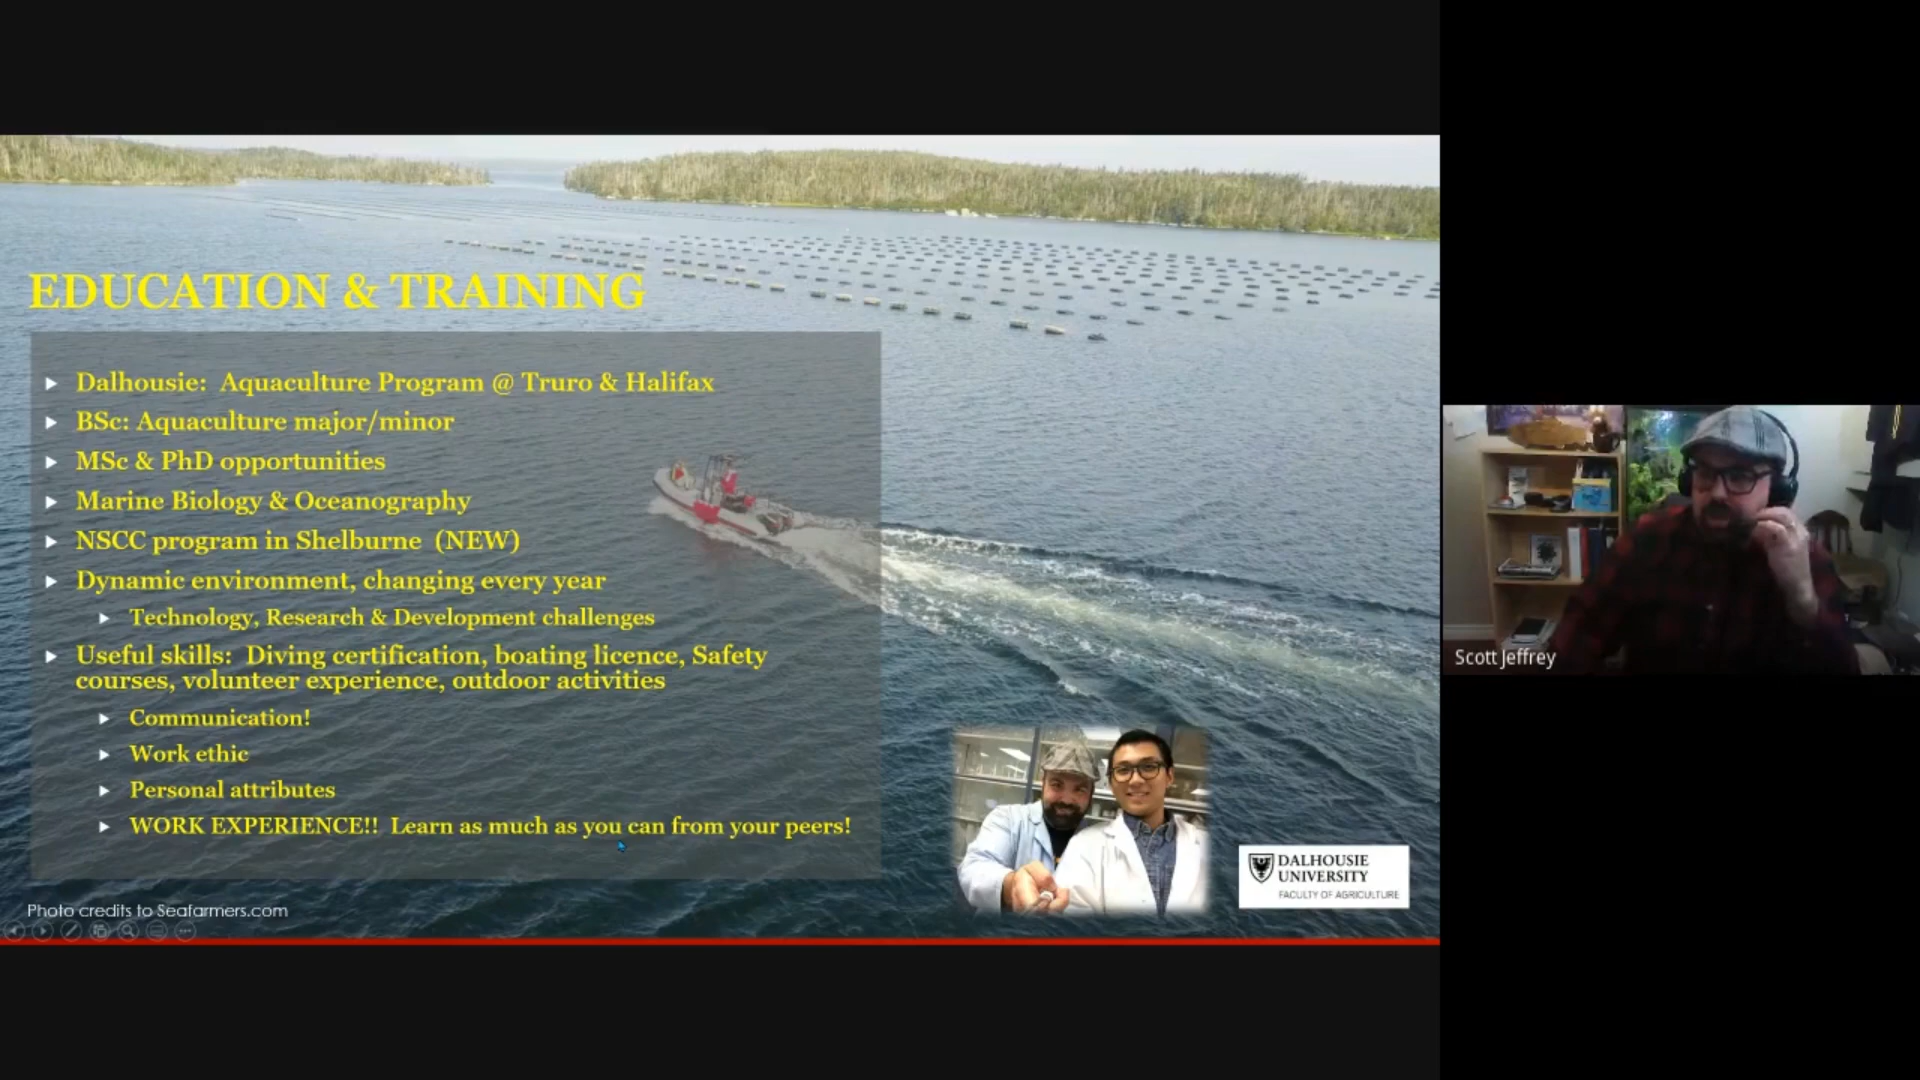 EDUCATION & TRAINING
Dalhousie: Aquaculture Program @ Truro & Halifax
BSc: Aquaculture major/minor
MSc & PhD opportunities
Marine Biology & Oceanography
NSCC program in Shelburne (NEW)
Dynamic environment, changing every year
Technology, Research & Development challenges
Useful skills: Diving certification, boating licence, Safety
courses, volunteer experience, outdoor activities
Communication!
Work ethic
Personal attributes
WORK EXPERIENCE!! Learn as much as you can from your peers!
Photo credits to Seafarmers.com
DALHOUSIE
UNIVERSITY
FACULTY OF AGRICULTURE
Scott Jeffrey